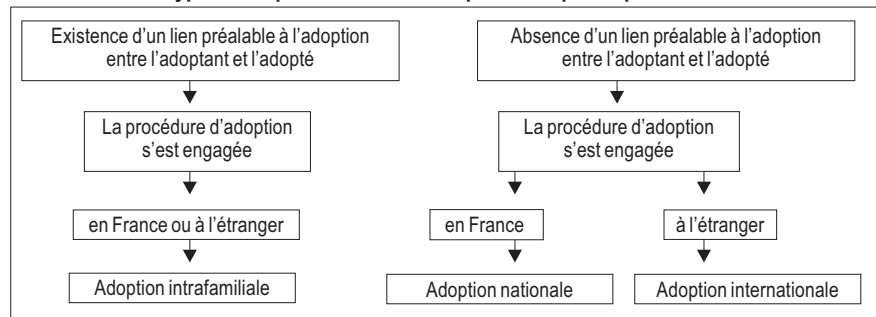 Existence d'un lien préalable à l'adoption
entre l'adoptant et l'adopté
La procédure d'adoption
s'est engagée
en France ou à l'étranger
Adoption intrafamiliale
Absence d'un lien préalable à l'adoption
entre l'adoptant et l'adopté
La procédure d'adoption
s'est engagée
en France
à l'étranger
Adoption nationale
Adoption internationale